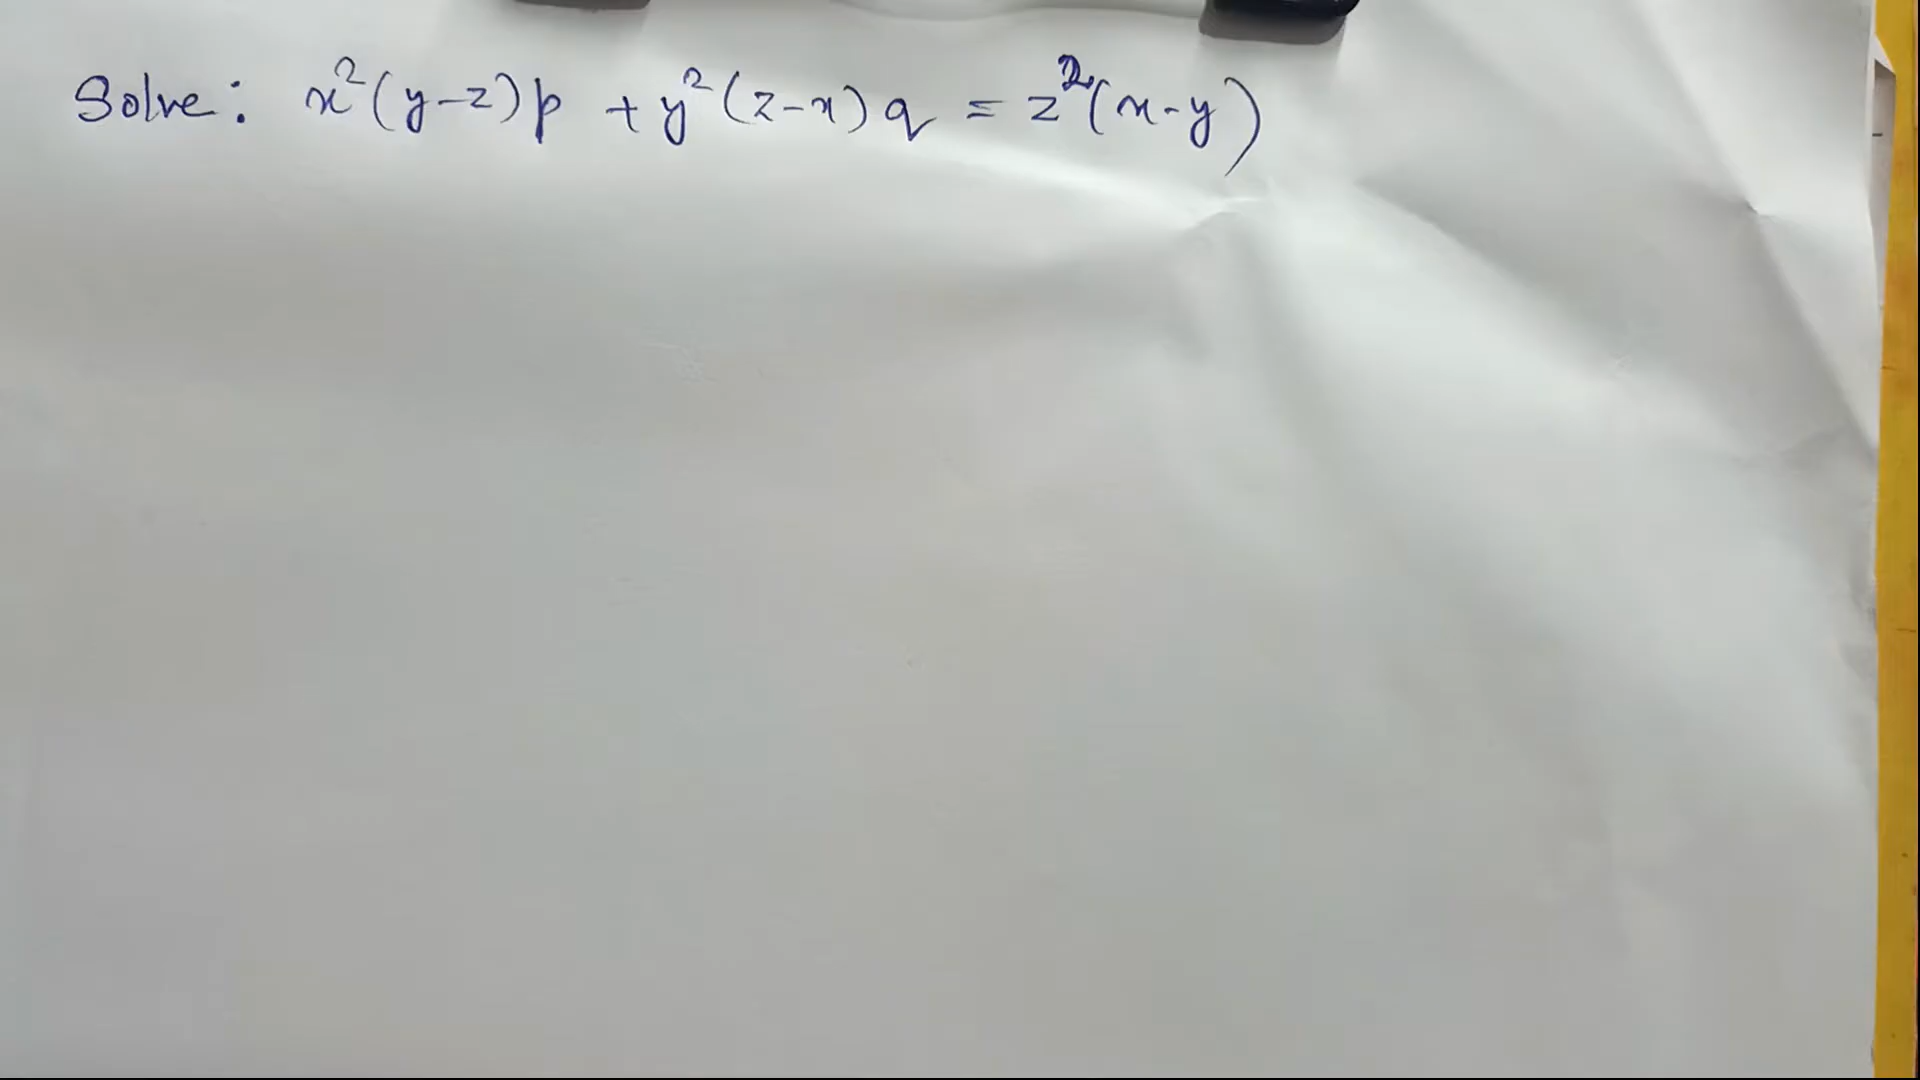 Solve: x²(y-z)p + y²(z-x)q = z²(x-y)